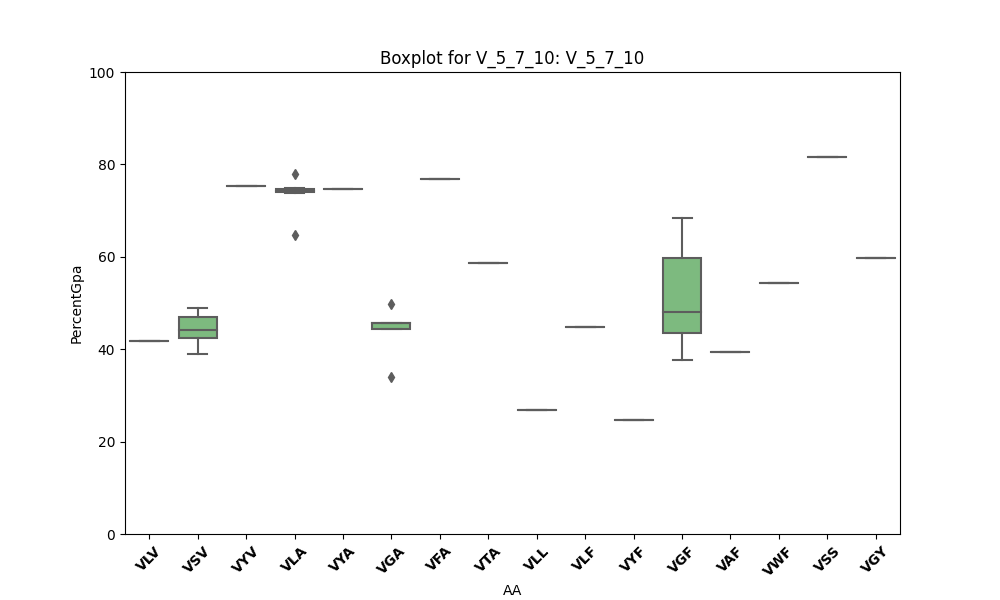 Boxplot for V_5_7_10: V_5_7_10
100
80
60
40
20
0
PercentGpa
VLV VSV VYV VLA VYA VGA VFA VTA VLL VLF VYF VGF VAF VWF VSS VGY
AA